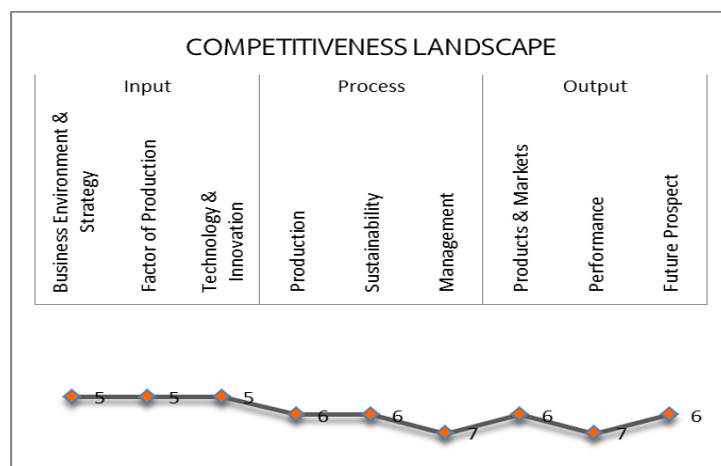 COMPETITIVENESS LANDSCAPE
Input
Process
Output
Business Environment &
Strategy
Factor of Production
Technology &
Innovation
Production
Sustainability
Management
Products & Markets
Performance
Future Prospect
5
5
5
6
6
7
6
7
6